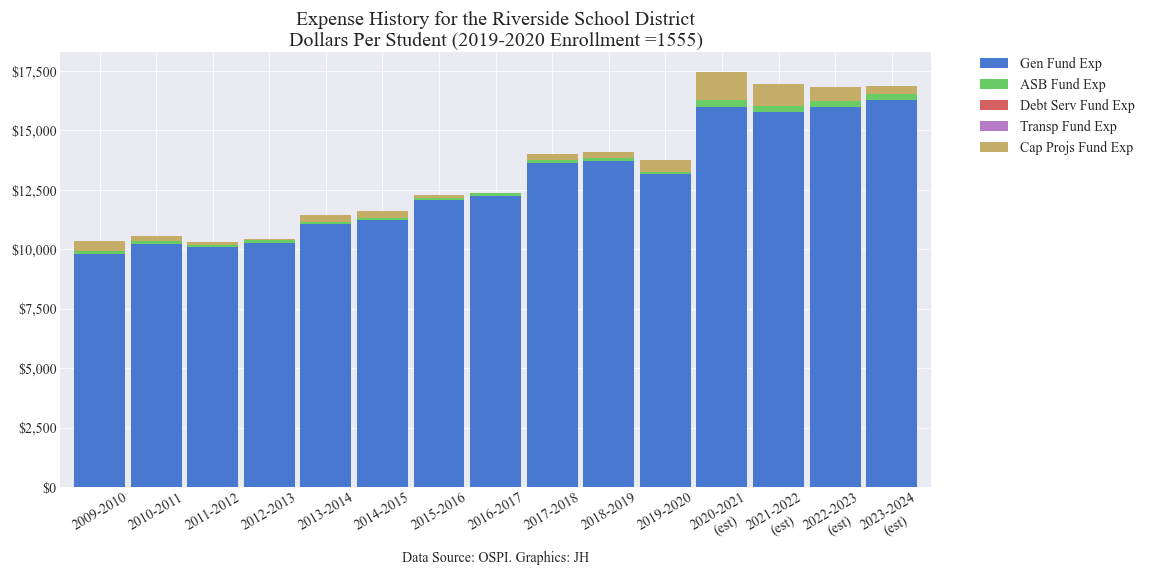 Expense History for the Riverside School District
Dollars Per Student (2019-2020 Enrollment =1555)
$17,500
$15,000
$12,500
$10,000
$7,500
$5,000
$2,500
$0
Gen Fund Exp
ASB Fund Exp
Debt Serv Fund Exp
Transp Fund Exp
Cap Projs Fund Exp
2009-2010
2010-2011
2011-2012
2012-2013
2013-2014
2014-2015
2015-2016
2016-2017
2017-2018
2018-2019
2019-2020
2020-2021
(est)
2021-2022
(est)
2022-2023
(est)
2023-2024
(est)
Data Source: OSPI. Graphics: JH